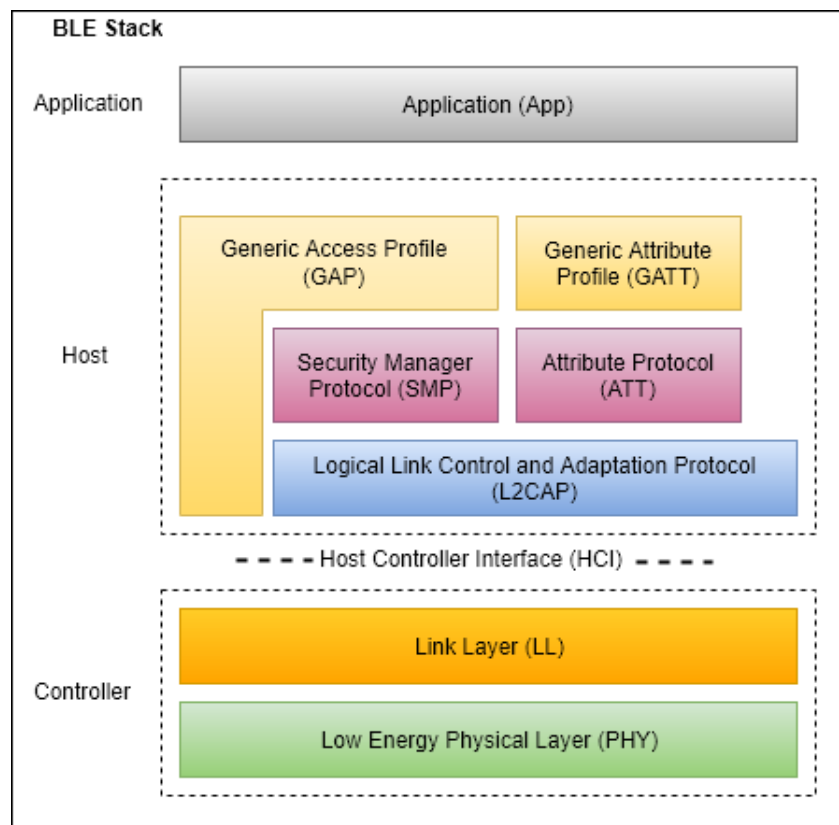 BLE Stack
Application
Application (App)
Generic Access Profile
(GAP)
Generic Attribute
Profile (GATT)
Host
Security Manager
Protocol (SMP)
Attribute Protocol
(ATT)
Logical Link Control and Adaptation Protocol
(L2CAP)
Host Controller Interface (HCI)
Link Layer (LL)
Controller
Low Energy Physical Layer (PHY)